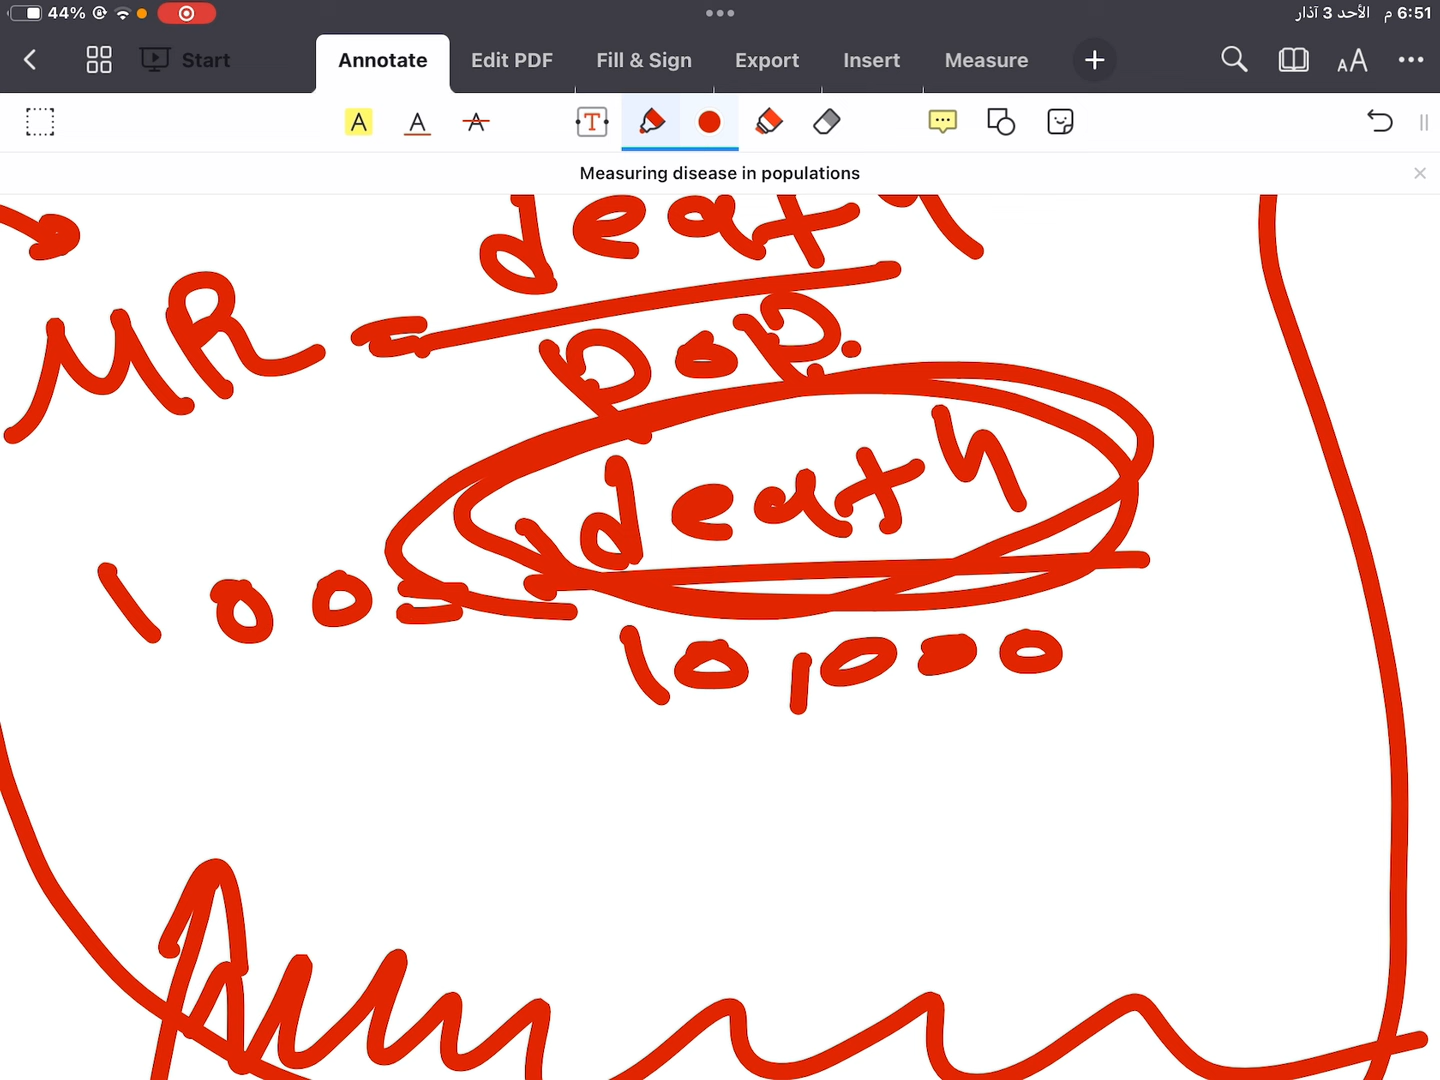 44% 6:51 م الأحد 3 آذار
Start Annotate Edit PDF Fill & Sign Export Insert Measure
Measuring disease in populations
death
MR =
pop.
death
100 =
10,000